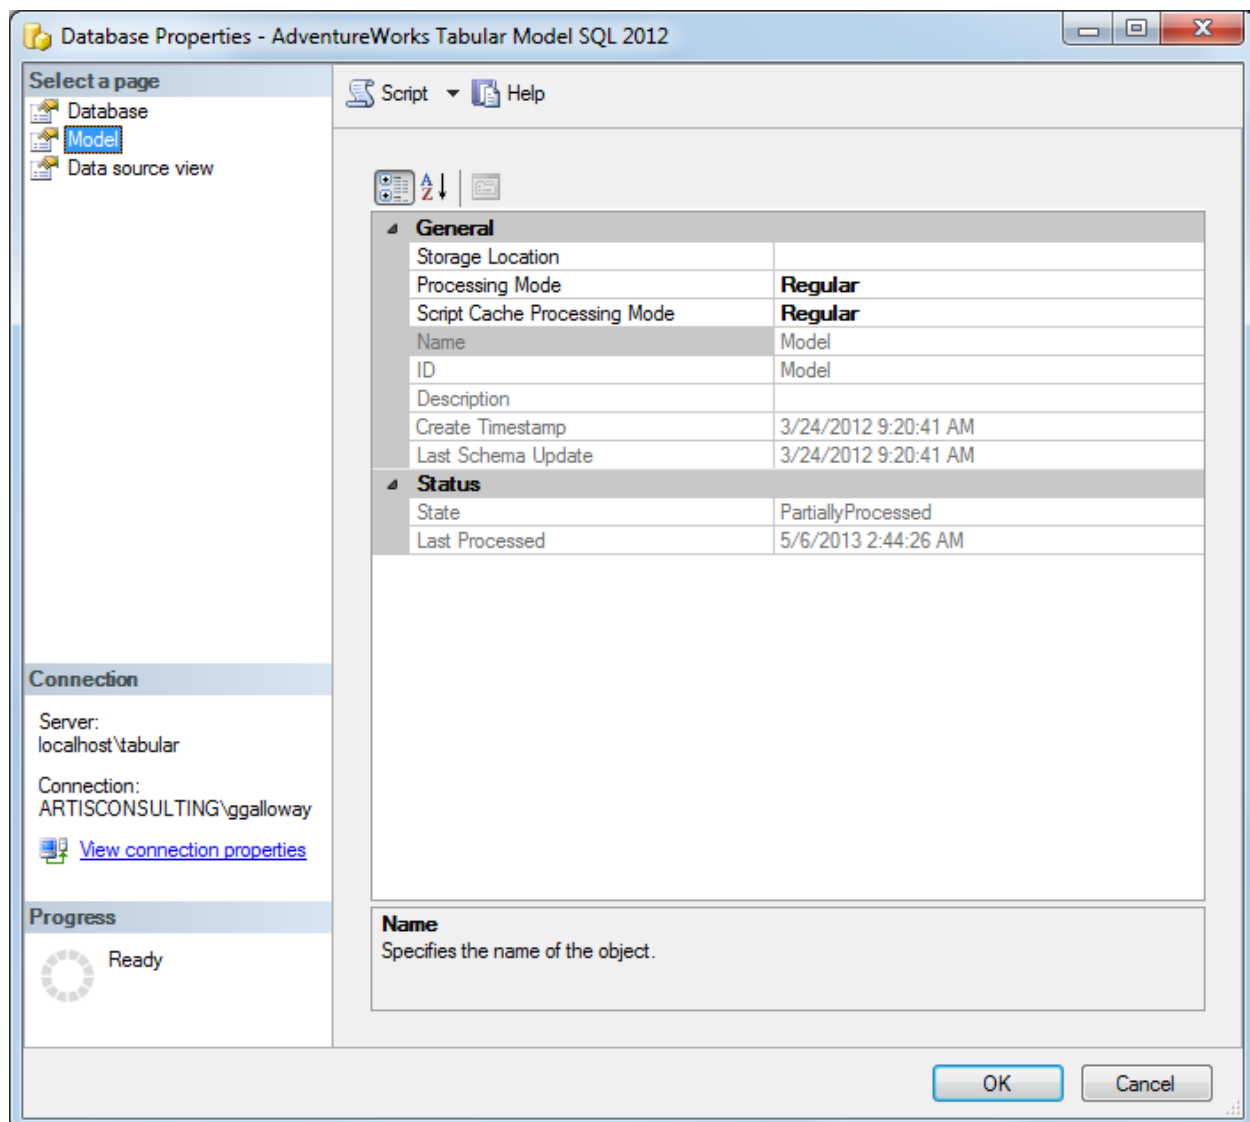 Database Properties - AdventureWorks Tabular Model SQL 2012
Select a page
Database
Model
Data source view
Script
Help
General
Storage Location
Processing Mode Regular
Script Cache Processing Mode Regular
Name Model
ID Model
Description
Create Timestamp 3/24/2012 9:20:41 AM
Last Schema Update 3/24/2012 9:20:41 AM
Status
State PartiallyProcessed
Last Processed 5/6/2013 2:44:26 AM
Connection
Server:
localhost\tabular
Connection:
ARTISCONSULTING\ggalloway
View connection properties
Progress
Ready
Name
Specifies the name of the object.
OK Cancel